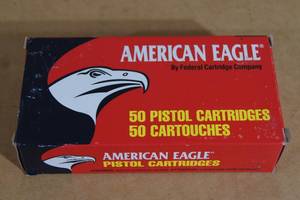 AMERICAN EAGLE®
By Federal Cartridge Company
50 PISTOL CARTRIDGES
50 CARTOUCHES
AMERICAN EAGLE®
PISTOL CARTRIDGES